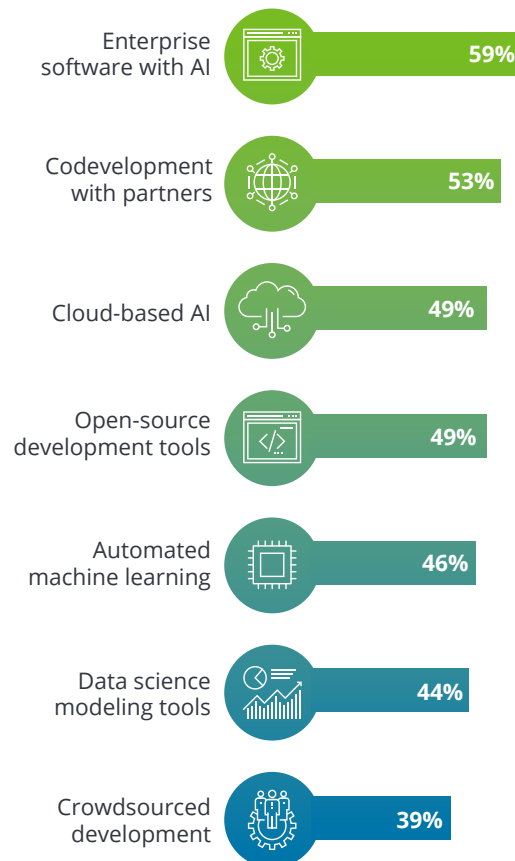 Enterprise
software with AI
59%
Codevelopment
with partners
53%
Cloud-based AI
49%
Open-source
development tools
49%
Automated
machine learning
46%
Data science
modeling tools
44%
Crowdsourced
development
39%